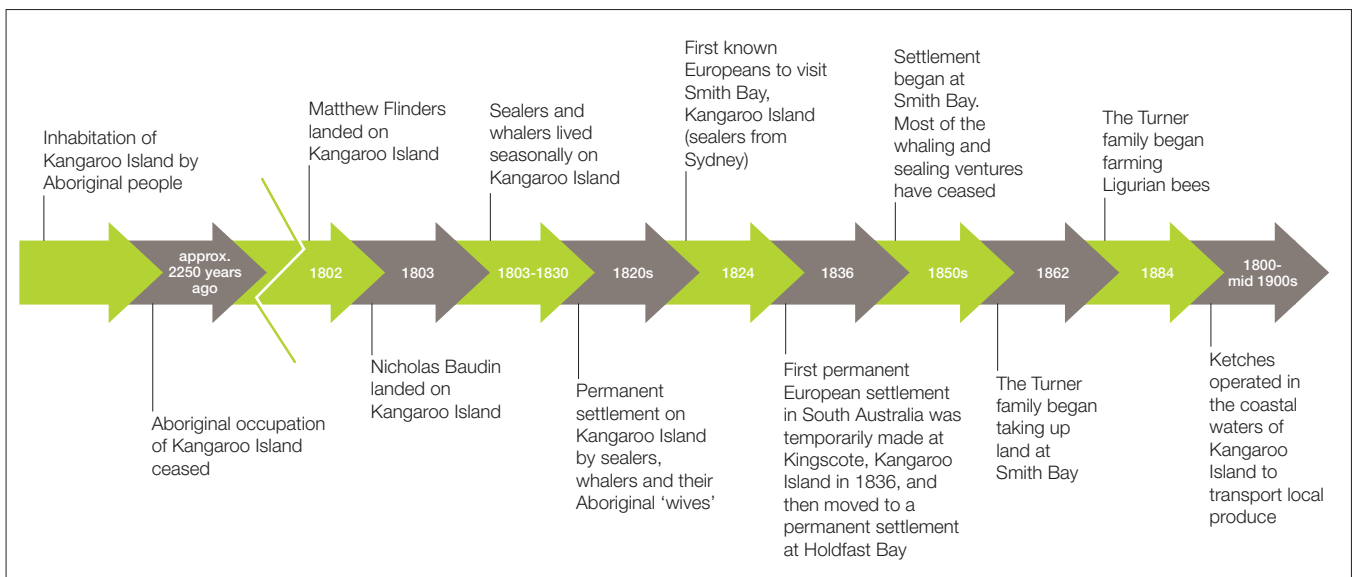 Inhabitation of
Kangaroo Island by
Aboriginal people
approx.
2250 years
ago
Aboriginal occupation
of Kangaroo Island
ceased
Matthew Flinders
landed on
Kangaroo Island
1802
1803
Nicholas Baudin
landed on
Kangaroo Island
Sealers and
whalers lived
seasonally on
Kangaroo Island
1803-1830
1820s
Permanent
settlement on
Kangaroo Island
by sealers,
whalers and their
Aboriginal ‘wives’
First known
Europeans to visit
Smith Bay,
Kangaroo Island
(sealers from
Sydney)
1824
1836
First permanent
European settlement
in South Australia was
temporarily made at
Kingscote, Kangaroo
Island in 1836, and
then moved to a
permanent settlement
at Holdfast Bay
Settlement
began at
Smith Bay.
Most of the
whaling and
sealing ventures
have ceased
1850s
1862
The Turner
family began
taking up
land at
Smith Bay
The Turner
family began
farming
Ligurian bees
1884
1800-
mid 1900s
Ketches
operated in
the coastal
waters of
Kangaroo
Island to
transport local
produce